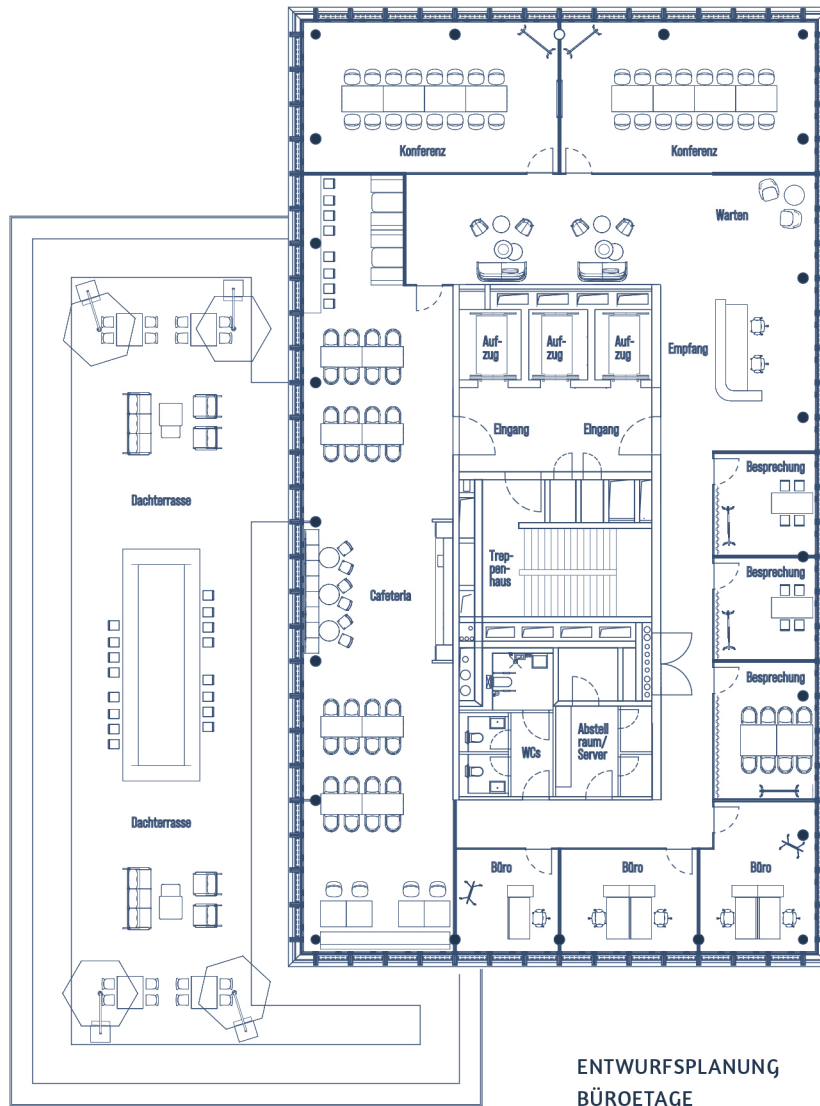 Konferenz
Konferenz
Warten
Auf-
zug
Auf-
zug
Auf-
zug
Empfang
Eingang
Eingang
Besprechung
Dachterrasse
Trep-
pen-
haus
Besprechung
Cafeteria
Besprechung
WCs
Abstell
raum/
Server
Dachterrasse
Büro
Büro
Büro
ENTWURFSPLANUNG
BÜROETAGE